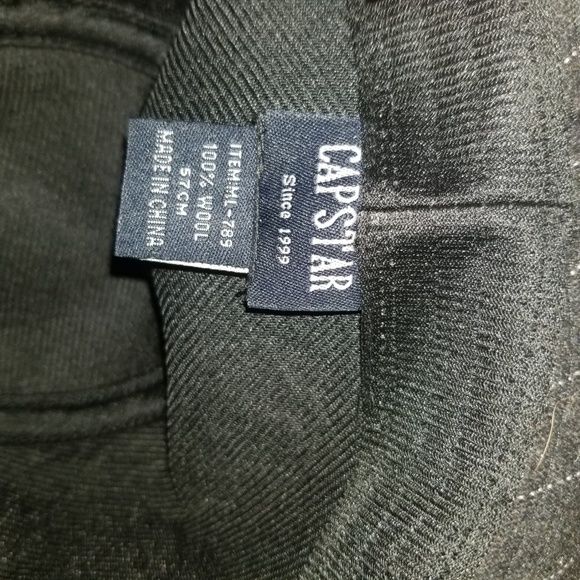 CAPSTAR
Since 1999
ITEM:ML-789
100% WOOL
57CM
MADE IN CHINA